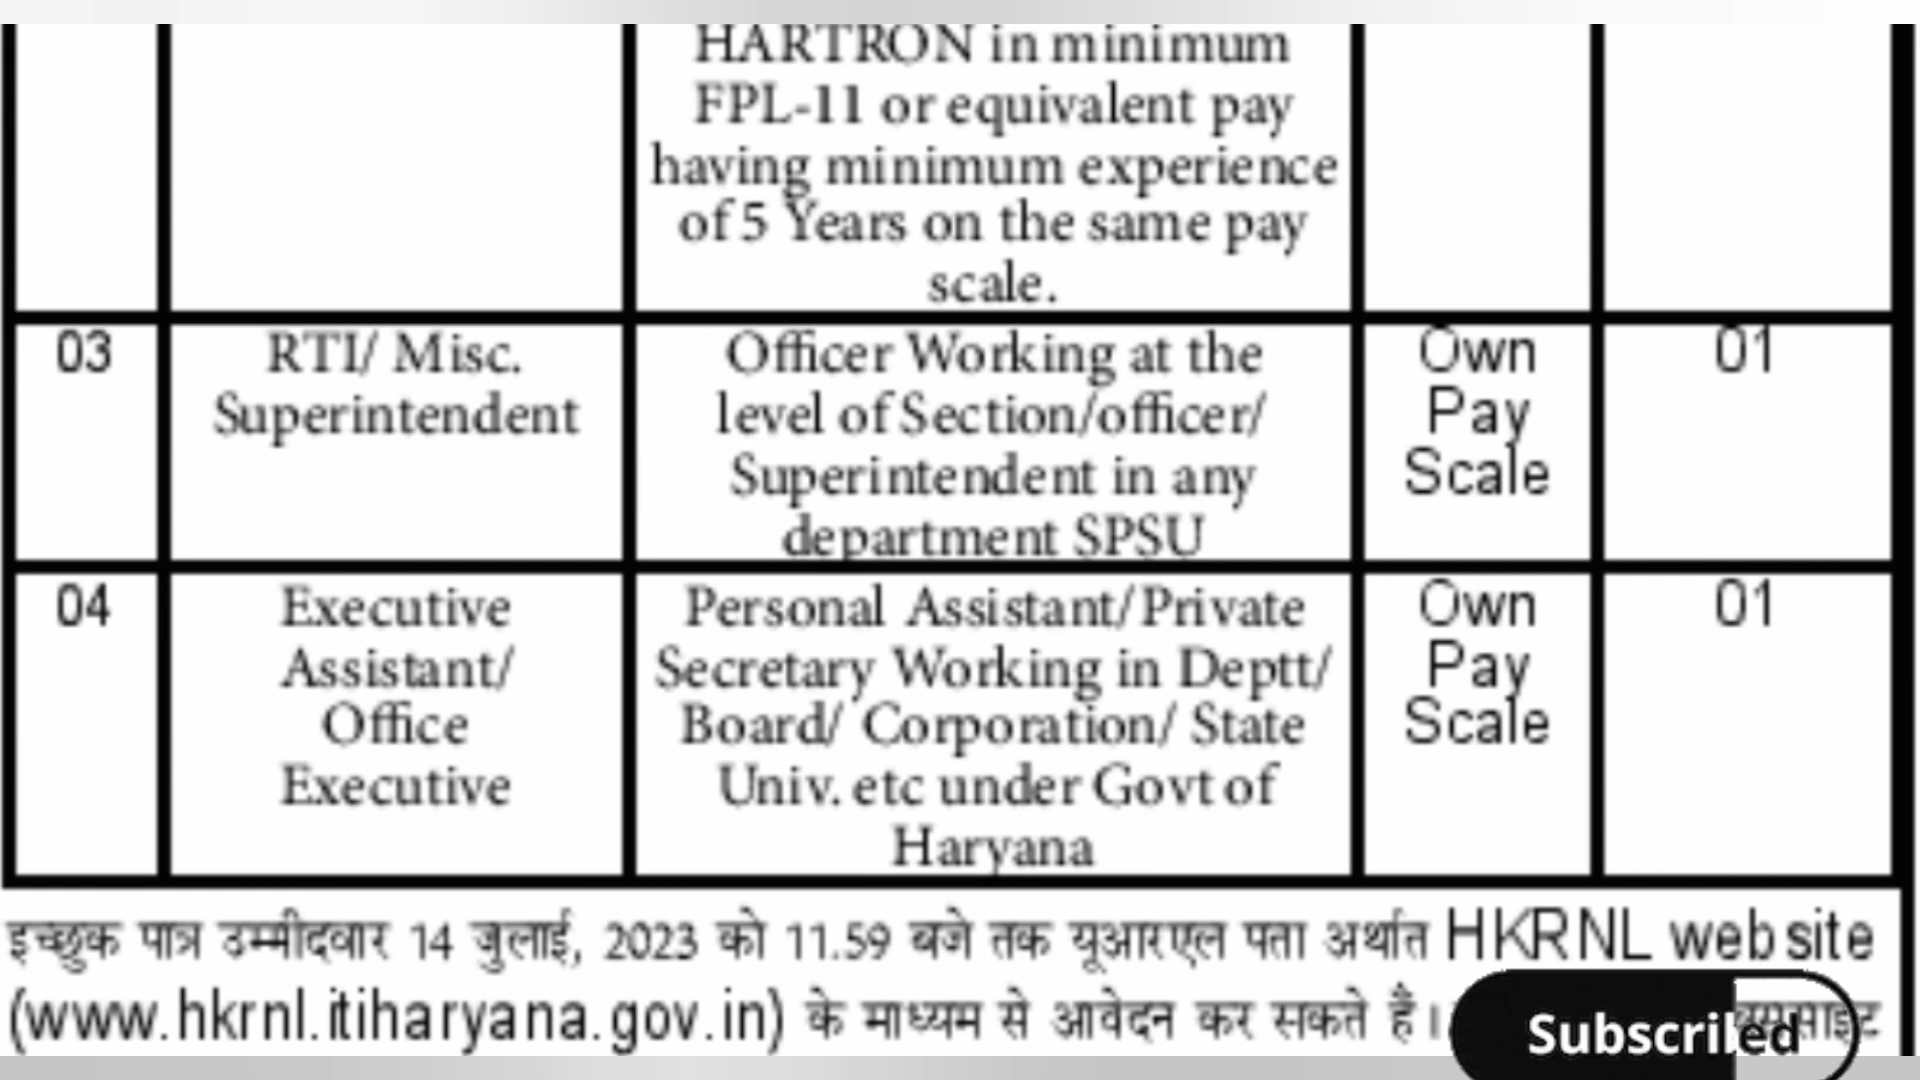 HARTRON in minimum
FPL-11 or equivalent pay
having minimum experience
of 5 Years on the same pay
scale.
03
RTI/ Misc.
Superintendent
Officer Working at the
level of Section/officer/
Superintendent in any
department SPSU
Own
Pay
Scale
01
04
Executive
Assistant/
Office
Executive
Personal Assistant/Private
Secretary Working in Deptt/
Board/ Corporation/ State
Univ. etc under Govt of
Haryana
Own
Pay
Scale
01
इच्छुक पात्र उम्मीदवार 14 जुलाई, 2023 को 11.59 बजे तक यूआरएल पता अर्थात HKRNL website
(www.hkrnl.itiharyana.gov.in) के माध्यम से आवेदन कर सकते हैं।
Subscribed